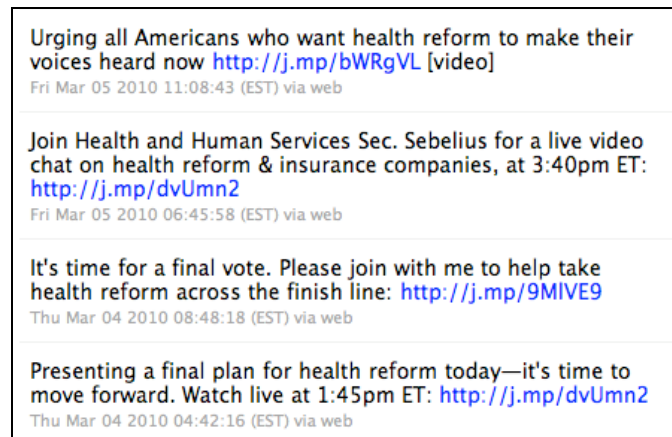 Urging all Americans who want health reform to make their
voices heard now http://j.mp/bWRgVL [video]
Fri Mar 05 2010 11:08:43 (EST) via web
Join Health and Human Services Sec. Sebelius for a live video
chat on health reform & insurance companies, at 3:40pm ET:
http://j.mp/dvUmn2
Fri Mar 05 2010 06:45:58 (EST) via web
It's time for a final vote. Please join with me to help take
health reform across the finish line: http://j.mp/9MlVE9
Thu Mar 04 2010 08:48:18 (EST) via web
Presenting a final plan for health reform today—it's time to
move forward. Watch live at 1:45pm ET: http://j.mp/dvUmn2
Thu Mar 04 2010 04:42:16 (EST) via web